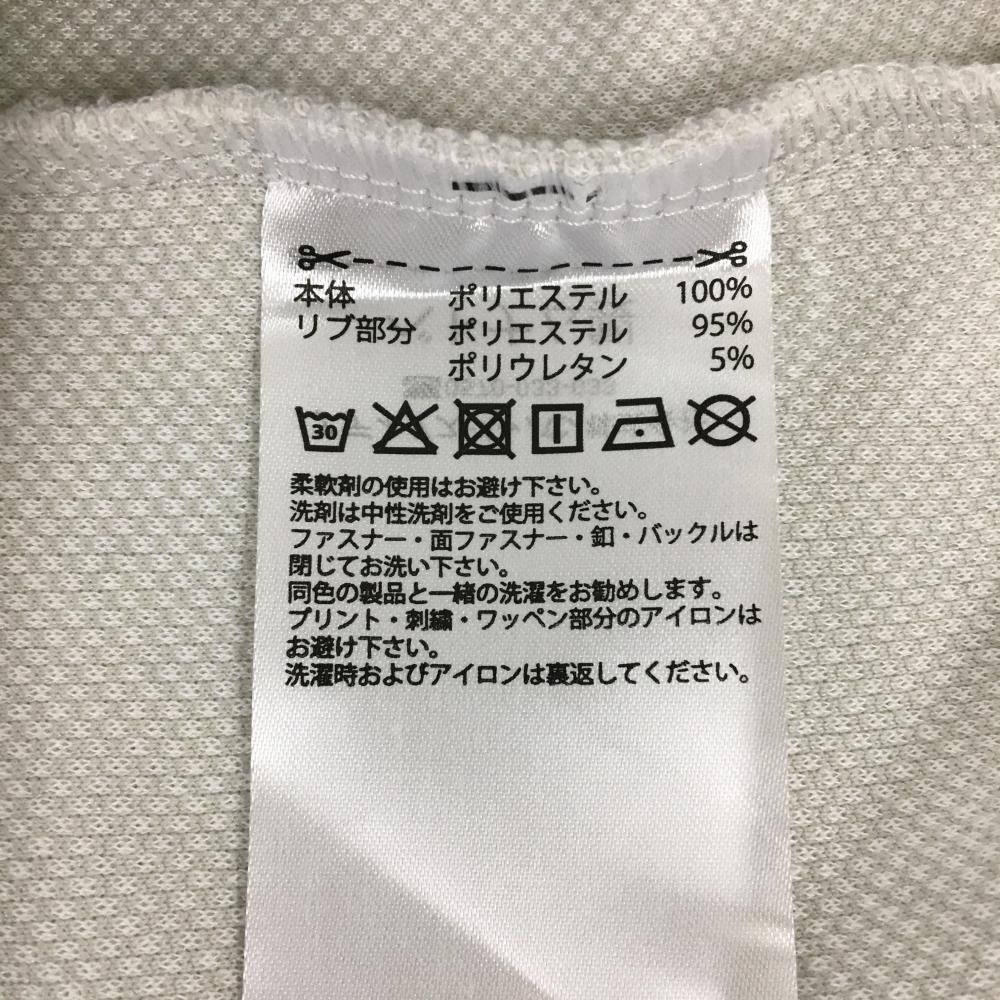 本体 ポリエステル 100%
リブ部分 ポリエステル 95%
ポリウレタン 5%
30
柔軟剤の使用はお避け下さい。
洗剤は中性洗剤をご使用ください。
ファスナー・面ファスナー・釦・バックルは
閉じてお洗い下さい。
同色の製品と一緒の洗濯をお勧めします。
プリント・刺繍・ワッペン部分のアイロンは
お避け下さい。
洗濯時およびアイロンは裏返してください。